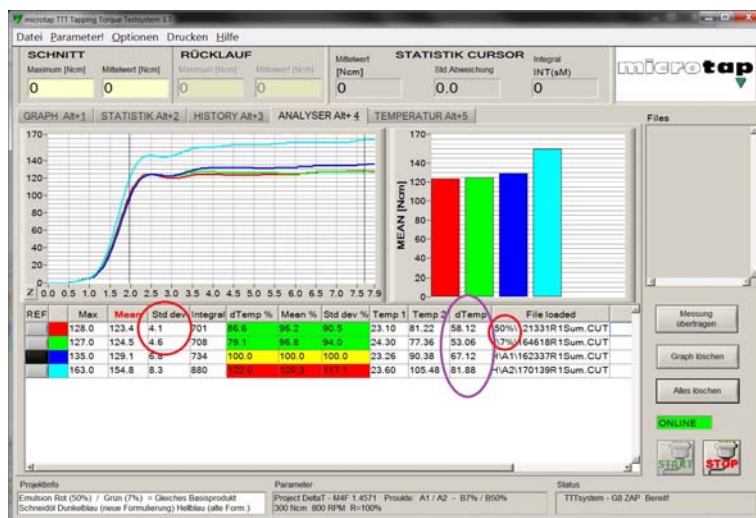 microtap TTT Tapping Torque Testsystem 3.7
Datei Parameter! Optionen Drucken Hilfe
SCHNITT
Maximum [Ncm] Mittelwert [Ncm]
0 0
RÜCKLAUF
Maximum [Ncm] Mittelwert [Ncm]
0 0
STATISTIK CURSOR
Mittelwert [Ncm] Std.Abweichung Integral INT(sM)
0 0.0 0
microtap
GRAPH Alt+1 STATISTIK Alt+2 HISTORY Alt+3 ANALYSER Alt+ 4 TEMPERATUR Alt+5
Files
170
140
120
100
80
60
40
20
0
Z 0.0 0.5 1.0 1.5 2.0 2.5 3.0 3.5 4.0 4.5 5.0 5.5 6.0 6.5 7.0 7.5 7.9
MEAN [Ncm]
170
140
120
100
80
60
40
20
0
REF Max Mean Std dev Integral dTemp % Mean % Std dev % Temp 1 Temp 2 dTemp File loaded
128.0 123.4 4.1 701 86.6 96.2 90.5 23.10 81.22 58.12 50%\121331R1Sum.CUT
127.0 124.5 4.6 708 79.1 96.8 94.0 24.30 77.36 53.06 \7%\164618R1Sum.CUT
135.0 129.1 6.8 734 100.0 100.0 100.0 23.26 90.38 67.12 \A1\162337R1Sum.CUT
163.0 154.8 8.3 880 122.0 120.3 117.1 23.60 105.48 81.88 \A2\170139R1Sum.CUT
Messung übertragen
Graph löschen
Alles löschen
ONLINE
START STOP
Projektinfo
Emulsion Rot (50%) / Grün (7%) = Gleiches Basisprodukt
Schneidöl Dunkelblau (neue Formulierung) Hellblau (alte Form.)
Parameter
Project DeltaT - M4F 1.4571 Proukte: A1 / A2 - B7% / B50%
300 Ncm 800 RPM R=100%
Status
TTTsystem - G8 ZAP Bereit!